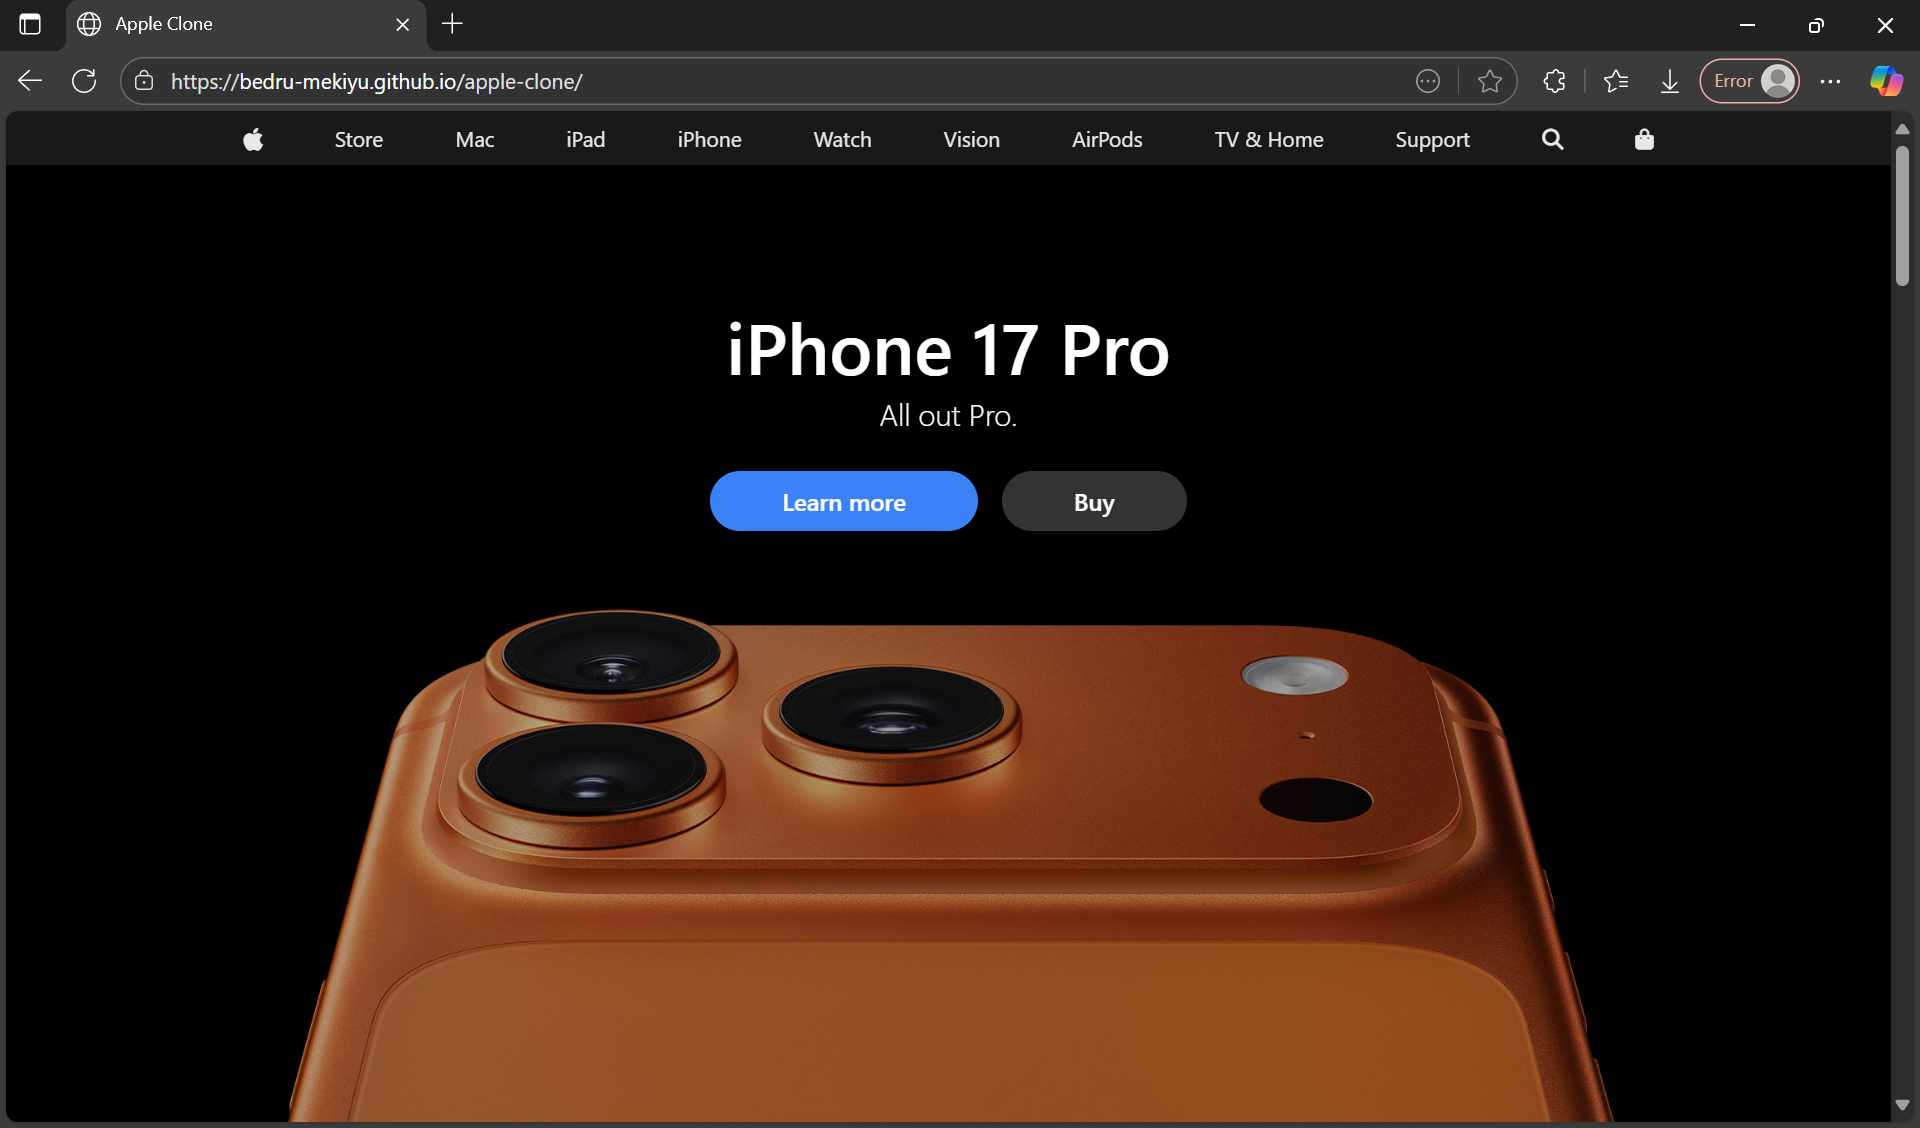 Apple Clone
https://bedru-mekiyu.github.io/apple-clone/
Error
Store Mac iPad iPhone Watch Vision AirPods TV & Home Support
iPhone 17 Pro
All out Pro.
Learn more Buy